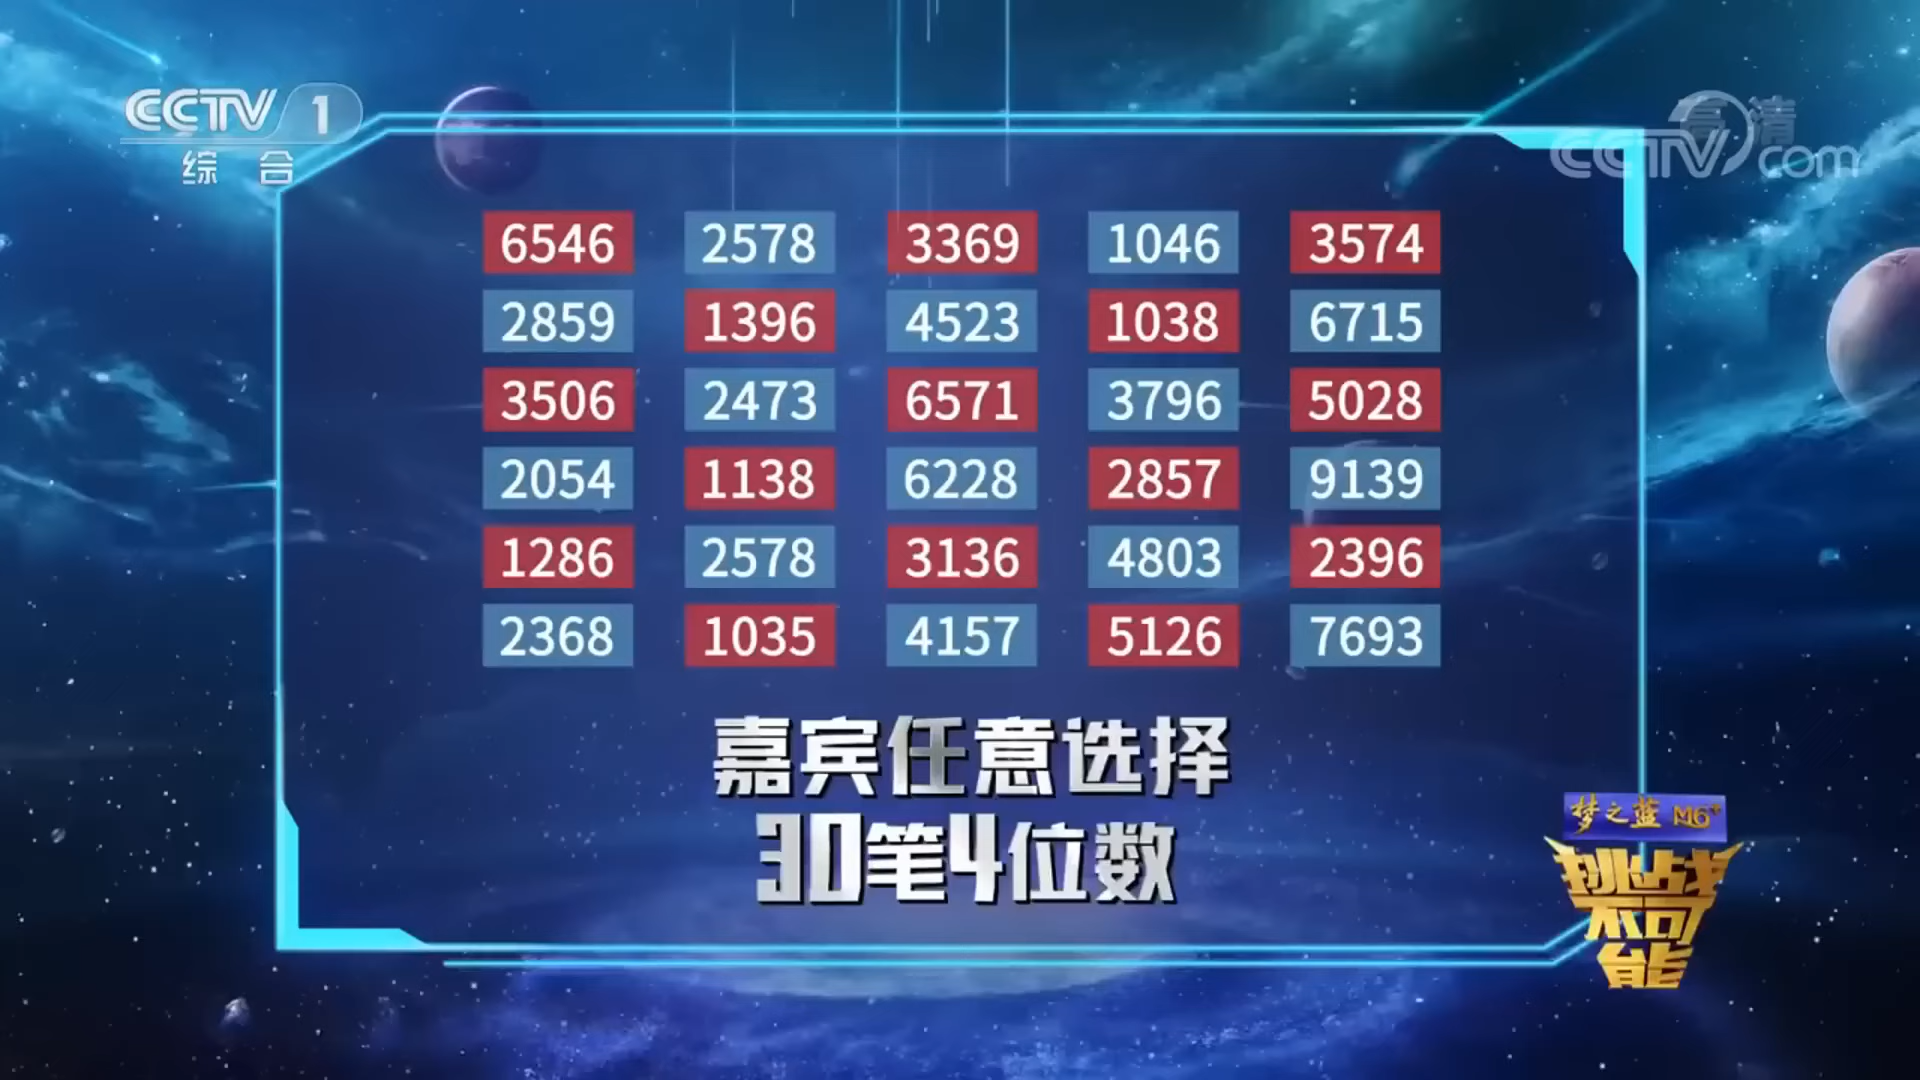 CCTV 1
综合
高清
CCTV com
6546 2578 3369 1046 3574
2859 1396 4523 1038 6715
3506 2473 6571 3796 5028
2054 1138 6228 2857 9139
1286 2578 3136 4803 2396
2368 1035 4157 5126 7693
嘉宾任意选择
30笔4位数
梦之蓝 M6+
挑战
不可
能